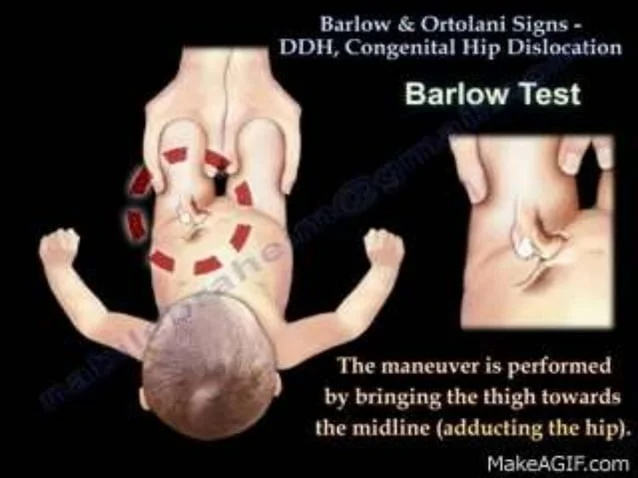 Barlow & Ortolani Signs -
DDH, Congenital Hip Dislocation
Barlow Test
The maneuver is performed
by bringing the thigh towards
the midline (adducting the hip).
MakeAGIF.com